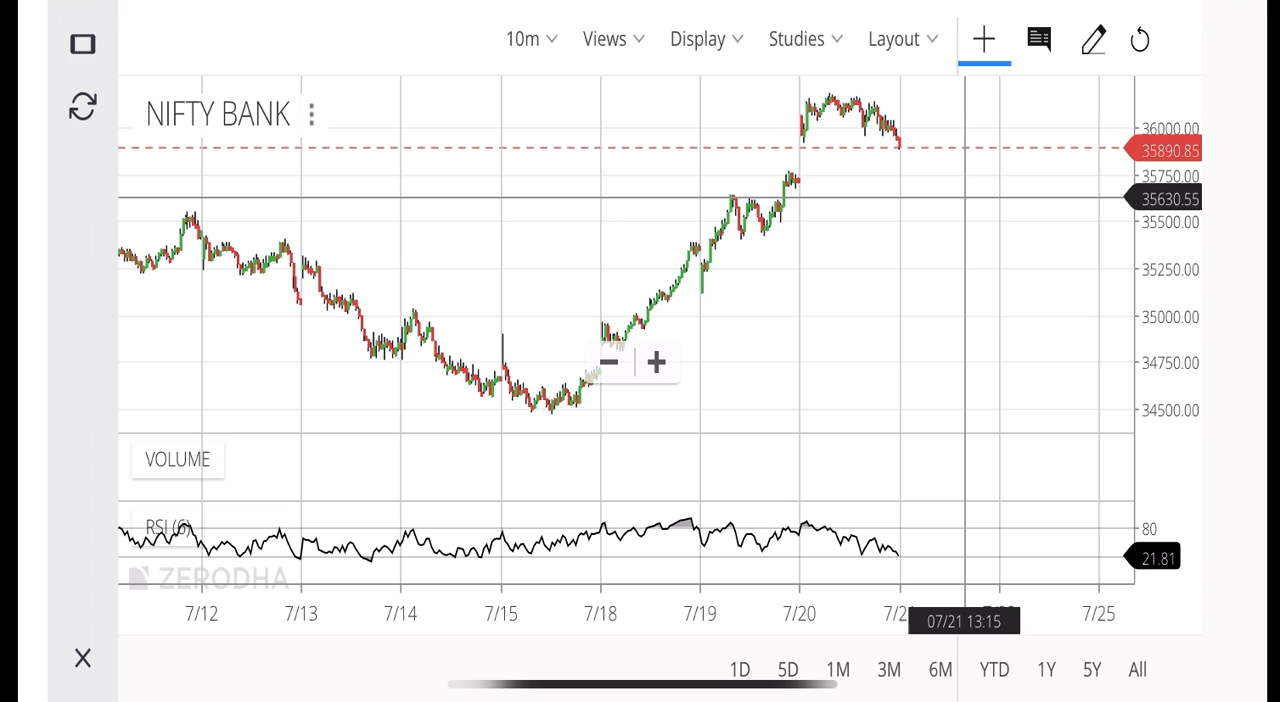 10m Views Display Studies Layout
NIFTY BANK
36000.00
35890.85
35750.00
35630.55
35500.00
35250.00
35000.00
34750.00
34500.00
VOLUME
RSI (6)
80
21.81
ZERODHA
7/12 7/13 7/14 7/15 7/18 7/19 7/20 7/25
07/21 13:15
1D 5D 1M 3M 6M YTD 1Y 5Y All